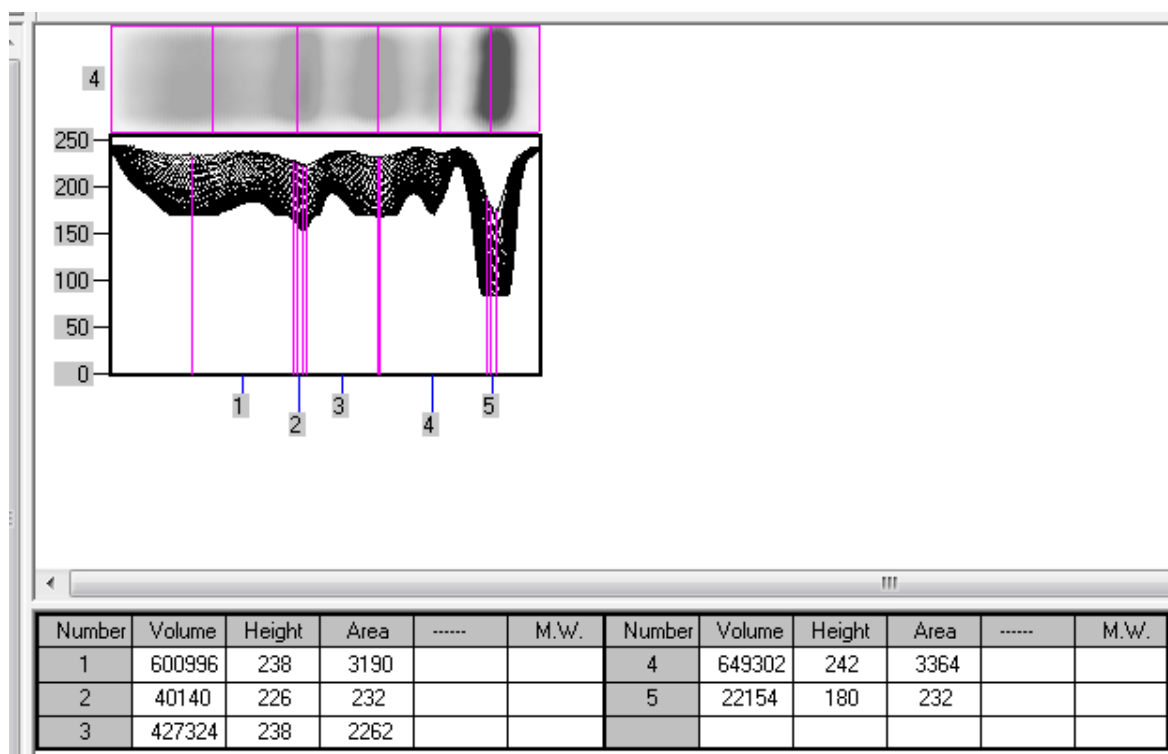 4
250
200
150
100
50
0
1 2 3 4 5
Number Volume Height Area ------ M.W. Number Volume Height Area ------ M.W.
1 600996 238 3190 4 649302 242 3364
2 40140 226 232 5 22154 180 232
3 427324 238 2262